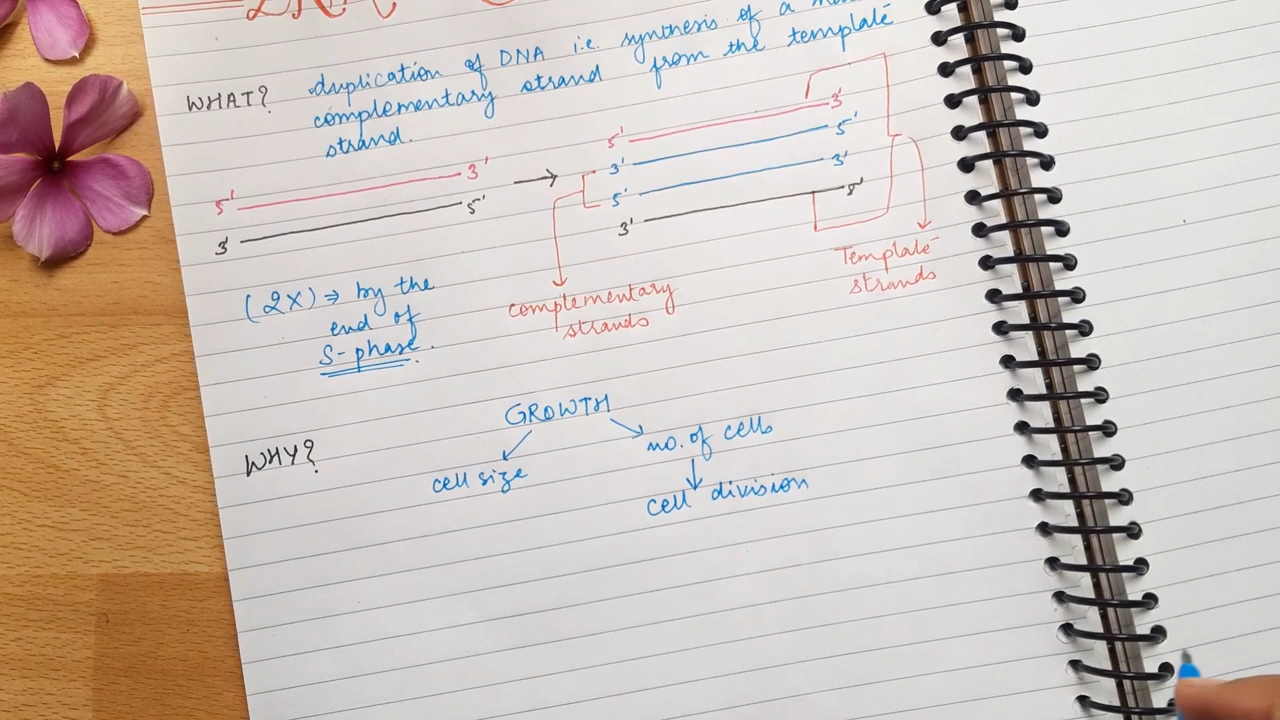 DNA
duplication of DNA i.e. synthesis of a
WHAT? complementary strand from the template
strand.
5' 3'
3' 5'
5' 3'
3' 5'
5' 3'
3' 5'
Template
strands
complementary
strands
(2X) ⇒ by the
end of
S-phase.
WHY?
GROWTH
cell size
no. of cells
cell division